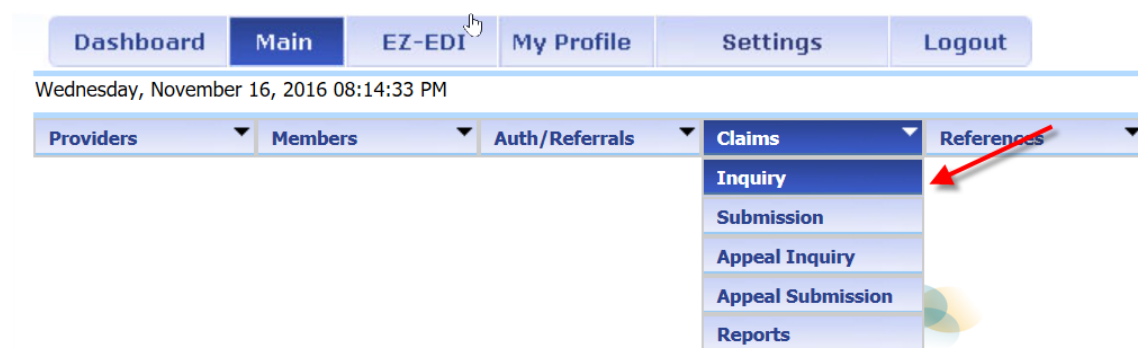 Dashboard Main EZ-EDI My Profile Settings Logout
Wednesday, November 16, 2016 08:14:33 PM
Providers Members Auth/Referrals Claims References
Inquiry
Submission
Appeal Inquiry
Appeal Submission
Reports